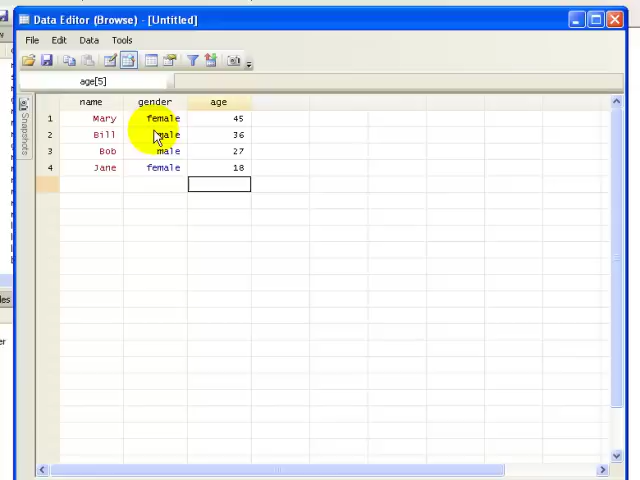 Data Editor (Browse) - [Untitled]
File Edit Data Tools
age[5]
Snapshots
name gender age
1 Mary female 45
2 Bill male 36
3 Bob male 27
4 Jane female 18